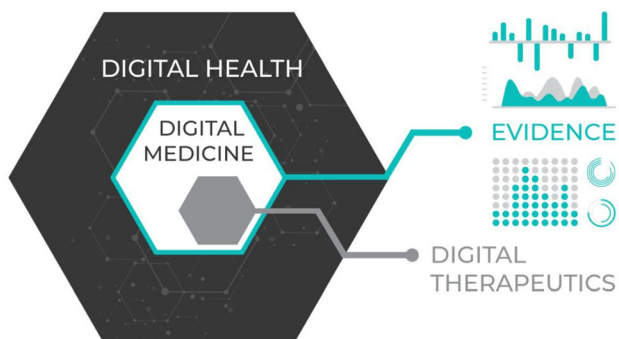 DIGITAL HEALTH
DIGITAL
MEDICINE
EVIDENCE
DIGITAL
THERAPEUTICS